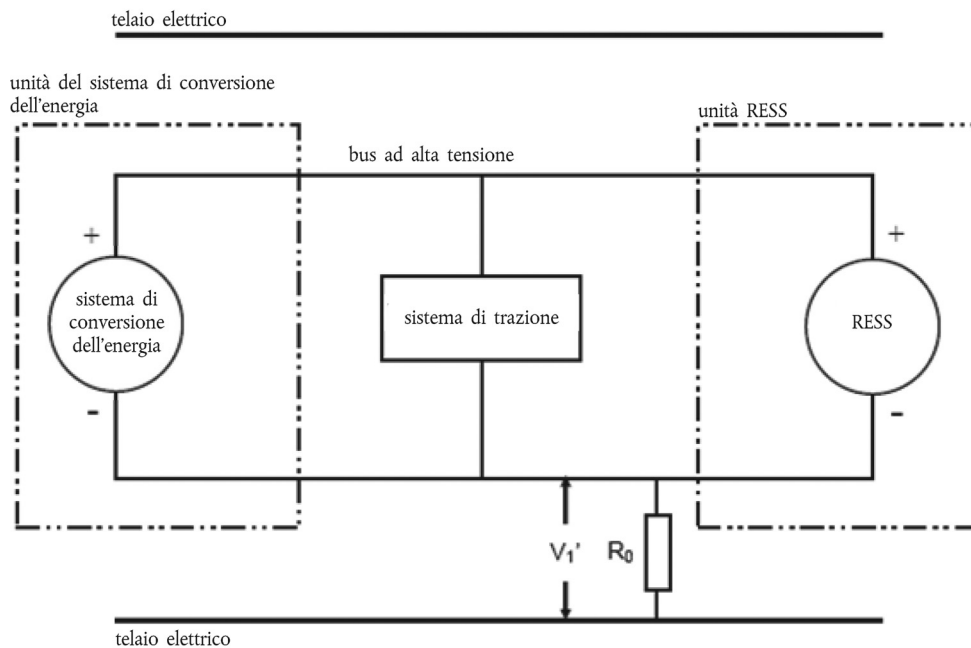 telaio elettrico
unità del sistema di conversione
dell'energia
unità RESS
bus ad alta tensione
+
+
sistema di
conversione
dell'energia
sistema di trazione
RESS
-
-
V₁'
R₀
telaio elettrico